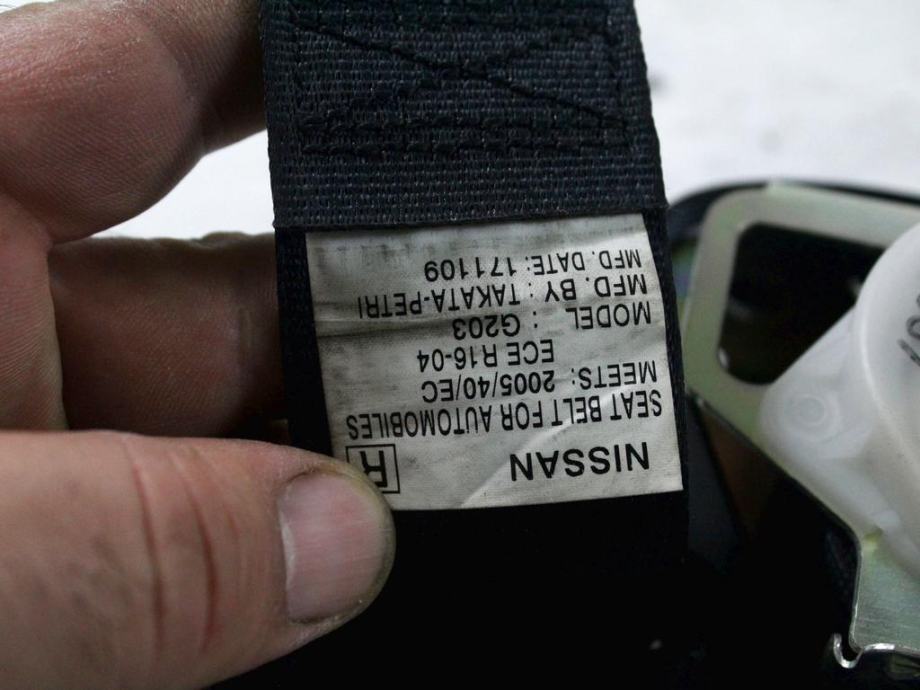 NISSAN
R
SEAT BELT FOR AUTOMOBILES
MEETS: 2005/40/EC
ECE R16-04
MODEL : G203
MFD. BY : TAKATA-PETRI
MFD. DATE: 171109